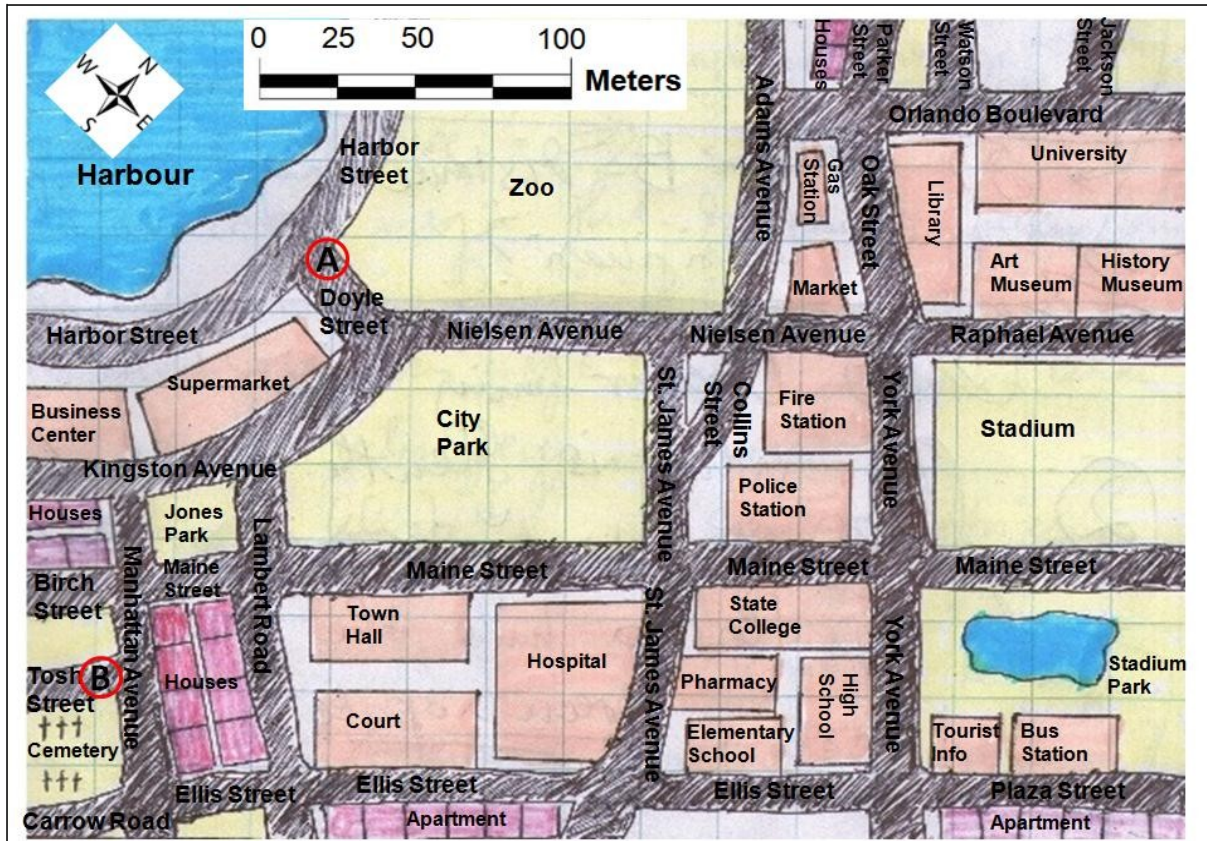 0 25 50 100
Meters
W N
S E
Harbour
Harbor
Street
Zoo
Adams Avenue
Houses
Parker
Street
Watson
Street
Jackson
Street
Orlando Boulevard
University
Gas
Station
Oak Street
Library
Art
Museum
History
Museum
Market
A
Doyle
Street
Harbor Street
Nielsen Avenue
Nielsen Avenue
Raphael Avenue
Supermarket
Business
Center
City
Park
St. James Avenue
Collins
Street
Fire
Station
York Avenue
Stadium
Kingston Avenue
Police
Station
Houses
Jones
Park
Lambert Road
Manhattan Avenue
Maine
Street
Birch
Street
Maine Street
Maine Street
Maine Street
Town
Hall
Hospital
St. James Avenue
State
College
York Avenue
Stadium
Park
Tosh
Street
B
Houses
Pharmacy
High
School
Court
Elementary
School
Tourist
Info
Bus
Station
Cemetery
Ellis Street
Ellis Street
Ellis Street
Plaza Street
Carrow Road
Apartment
Apartment